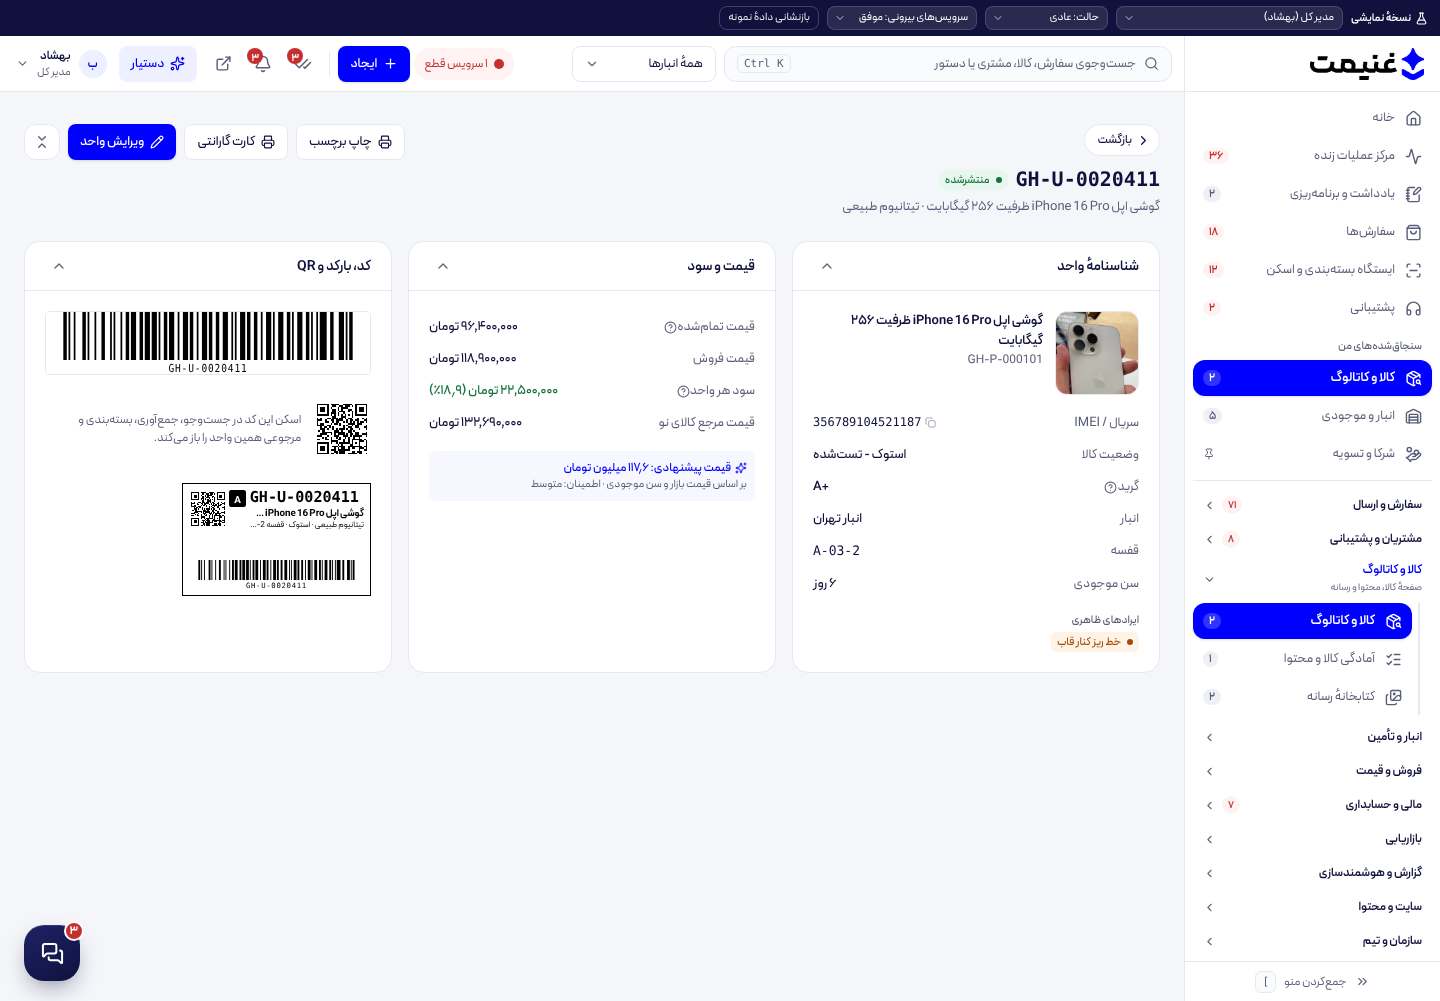 نسخهٔ نمایشی
مدیر کل (بهشاد)
حالت: عادی
سرویس‌های بیرونی: موفق
بازنشانی دادهٔ نمونه
غنیمت
جست‌وجوی سفارش، کالا، مشتری یا دستور
Ctrl K
همهٔ انبارها
۱ سرویس قطع
ایجاد
۳
۳
دستیار
ب
بهشاد
مدیر کل
خانه
مرکز عملیات زنده ۳۶
یادداشت و برنامه‌ریزی ۲
سفارش‌ها ۱۸
ایستگاه بسته‌بندی و اسکن ۱۲
پشتیبانی ۲
سنجاق‌شده‌های من
کالا و کاتالوگ ۲
انبار و موجودی ۵
شرکا و تسویه
سفارش و ارسال ۷۱
مشتریان و پشتیبانی ۸
کالا و کاتالوگ
صفحهٔ کالا، محتوا و رسانه
کالا و کاتالوگ ۲
آمادگی کالا و محتوا ۱
کتابخانهٔ رسانه ۲
انبار و تأمین
فروش و قیمت
مالی و حسابداری ۷
بازاریابی
گزارش و هوشمندسازی
سایت و محتوا
سازمان و تیم
جمع‌کردن منو [
بازگشت
چاپ برچسب
کارت گارانتی
ویرایش واحد
GH-U-0020411 منتشرشده
گوشی اپل iPhone 16 Pro ظرفیت ۲۵۶ گیگابایت · تیتانیوم طبیعی
شناسنامهٔ واحد
گوشی اپل iPhone 16 Pro ظرفیت ۲۵۶
گیگابایت
GH-P-000101
سریال / IMEI 356789104521187
وضعیت کالا استوک - تست‌شده
گرید A+
انبار انبار تهران
قفسه A-03-2
سن موجودی ۶ روز
ایرادهای ظاهری
خط ریز کنار قاب
قیمت و سود
قیمت تمام‌شده ۹۶,۴۰۰,۰۰۰ تومان
قیمت فروش ۱۱۸,۹۰۰,۰۰۰ تومان
سود هر واحد ۲۲,۵۰۰,۰۰۰ تومان (۱۸٫۹٪)
قیمت مرجع کالای نو ۱۳۲,۶۹۰,۰۰۰ تومان
قیمت پیشنهادی: ۱۱۷٫۶ میلیون تومان
بر اساس قیمت بازار و سن موجودی · اطمینان: متوسط
کد، بارکد و QR
GH-U-0020411
اسکن این کد در جست‌وجو، جمع‌آوری، بسته‌بندی و
مرجوعی همین واحد را باز می‌کند.
GH-U-0020411 A
گوشی اپل iPhone 16 Pro ...
تیتانیوم طبیعی · استوک · قفسه 2-...
GH-U-0020411
۳